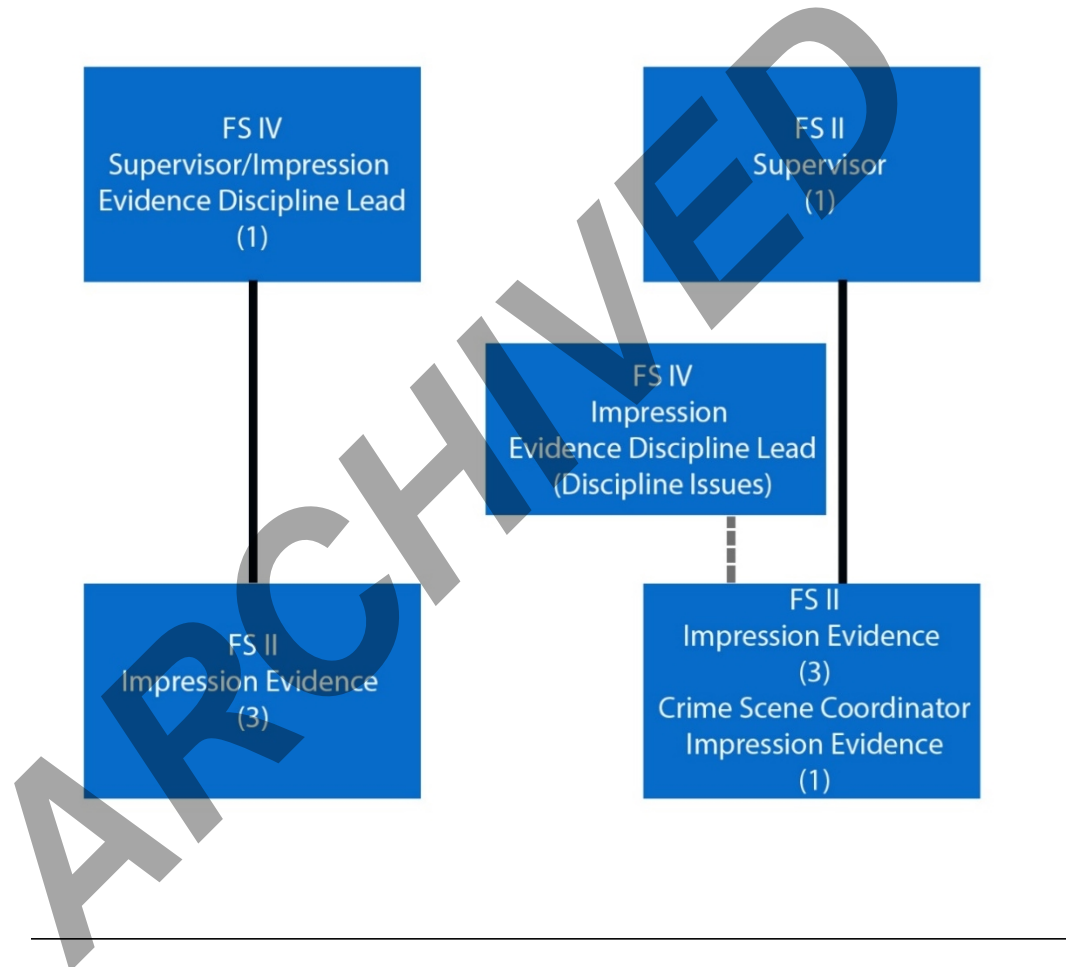 FS IV
Supervisor/Impression
Evidence Discipline Lead
(1)
FS II
Supervisor
(1)
FS IV
Impression
Evidence Discipline Lead
(Discipline Issues)
FS II
Impression Evidence
(3)
FS II
Impression Evidence
(3)
Crime Scene Coordinator
Impression Evidence
(1)
ARCHIVED